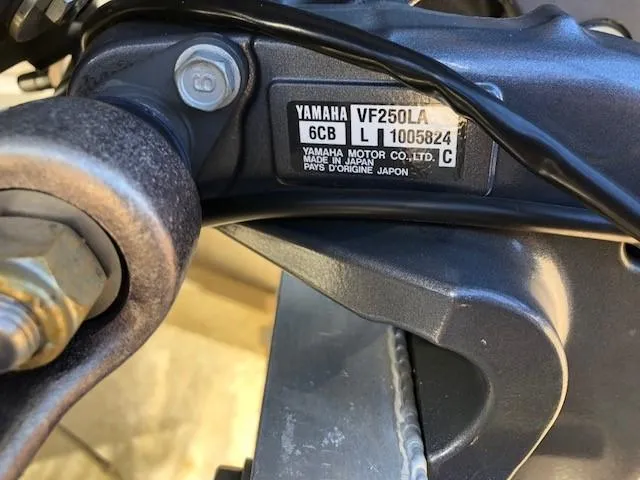 YAMAHA VF250LA
6CB L 1005824
YAMAHA MOTOR CO.,LTD. C
MADE IN JAPAN
PAYS D'ORIGINE JAPON